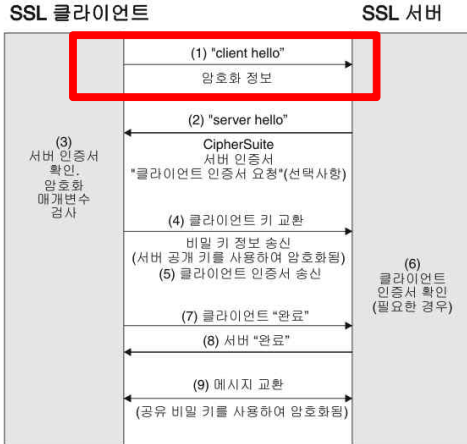 SSL 클라이언트
SSL 서버
(1) "client hello"
암호화 정보
(2) "server hello"
CipherSuite
서버 인증서
"클라이언트 인증서 요청"(선택사항)
(3)
서버 인증서
확인.
암호화
매개변수
검사
(4) 클라이언트 키 교환
비밀 키 정보 송신
(서버 공개 키를 사용하여 암호화됨)
(5) 클라이언트 인증서 송신
(6)
클라이언트
인증서 확인
(필요한 경우)
(7) 클라이언트 “완료”
(8) 서버 “완료”
(9) 메시지 교환
(공유 비밀 키를 사용하여 암호화됨)